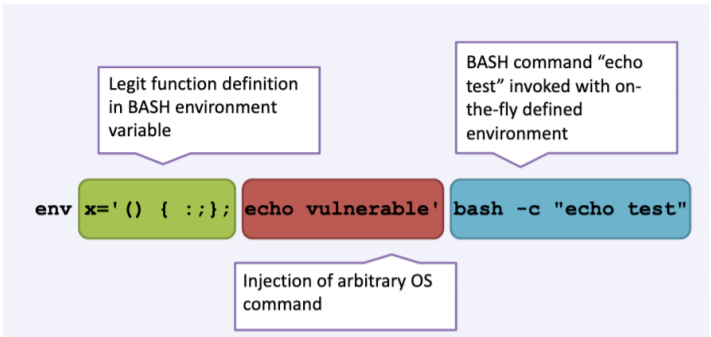 Legit function definition
in BASH environment
variable
BASH command “echo
test” invoked with on-
the-fly defined
environment
env x='() { :;}; echo vulnerable' bash -c "echo test"
Injection of arbitrary OS
command